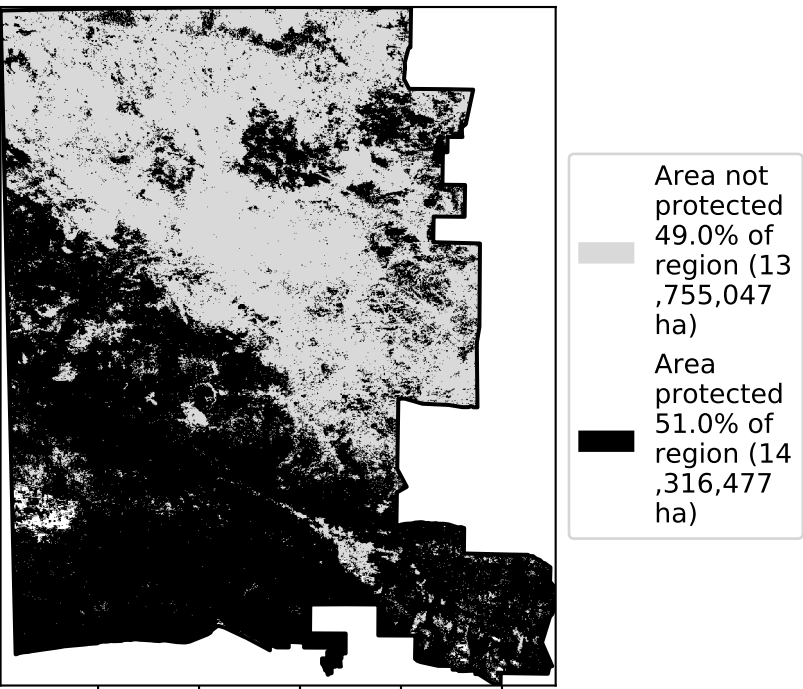 Area not
protected
49.0% of
region (13
,755,047
ha)
Area
protected
51.0% of
region (14
,316,477
ha)